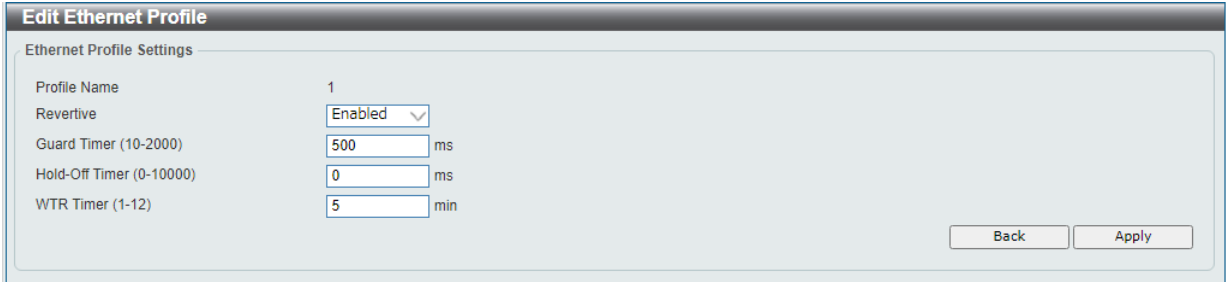 Edit Ethernet Profile
Ethernet Profile Settings
Profile Name 1
Revertive Enabled
Guard Timer (10-2000) 500 ms
Hold-Off Timer (0-10000) 0 ms
WTR Timer (1-12) 5 min
Back Apply